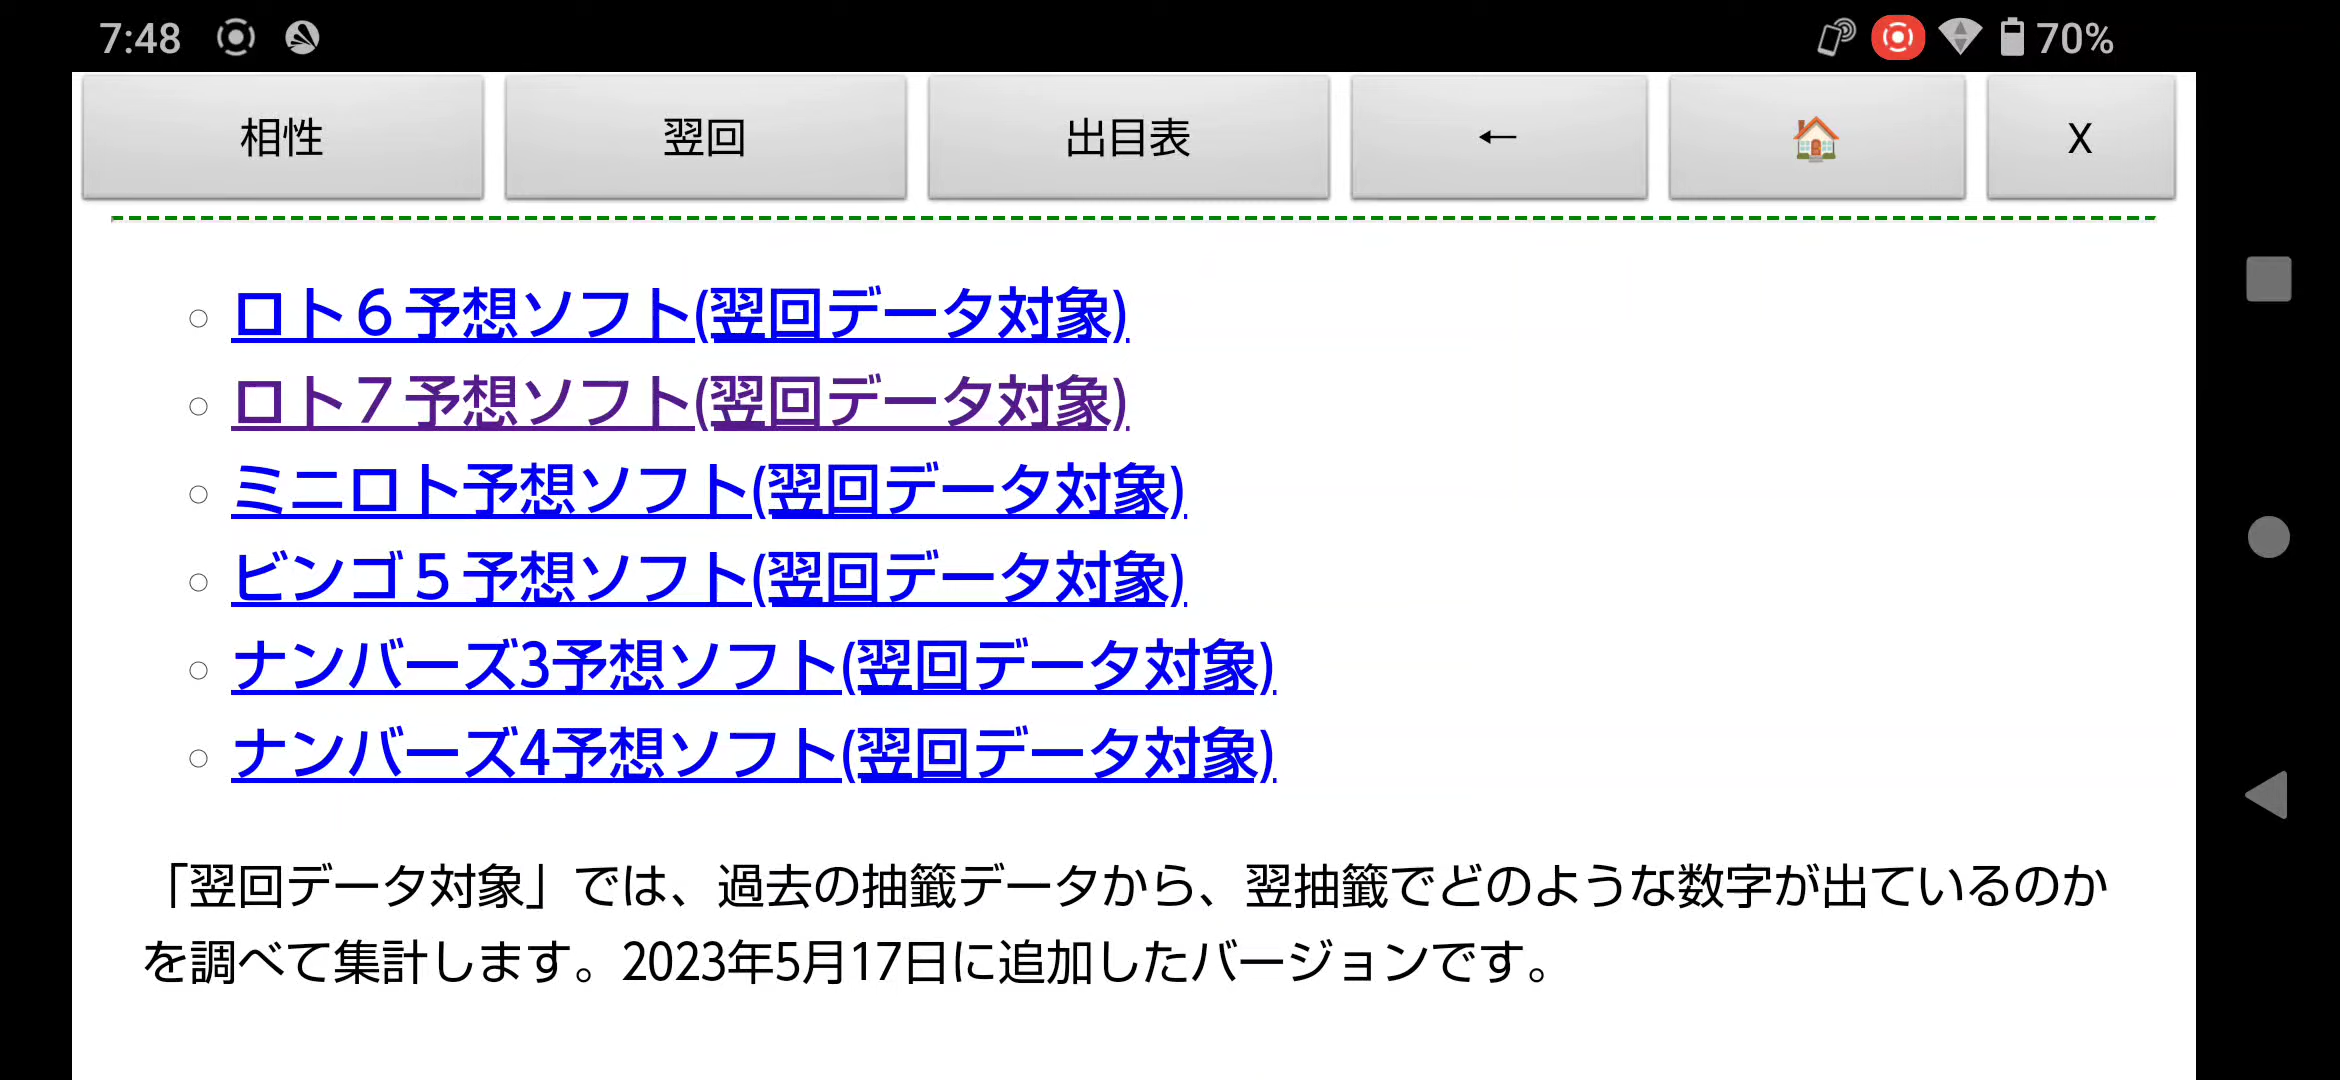 7:48 70%
相性 翌回 出目表 ← X
ロト６予想ソフト(翌回データ対象)
ロト７予想ソフト(翌回データ対象)
ミニロト予想ソフト(翌回データ対象)
ビンゴ５予想ソフト(翌回データ対象)
ナンバーズ3予想ソフト(翌回データ対象)
ナンバーズ4予想ソフト(翌回データ対象)
「翌回データ対象」では、過去の抽籤データから、翌抽籤でどのような数字が出ているのか
を調べて集計します。2023年5月17日に追加したバージョンです。